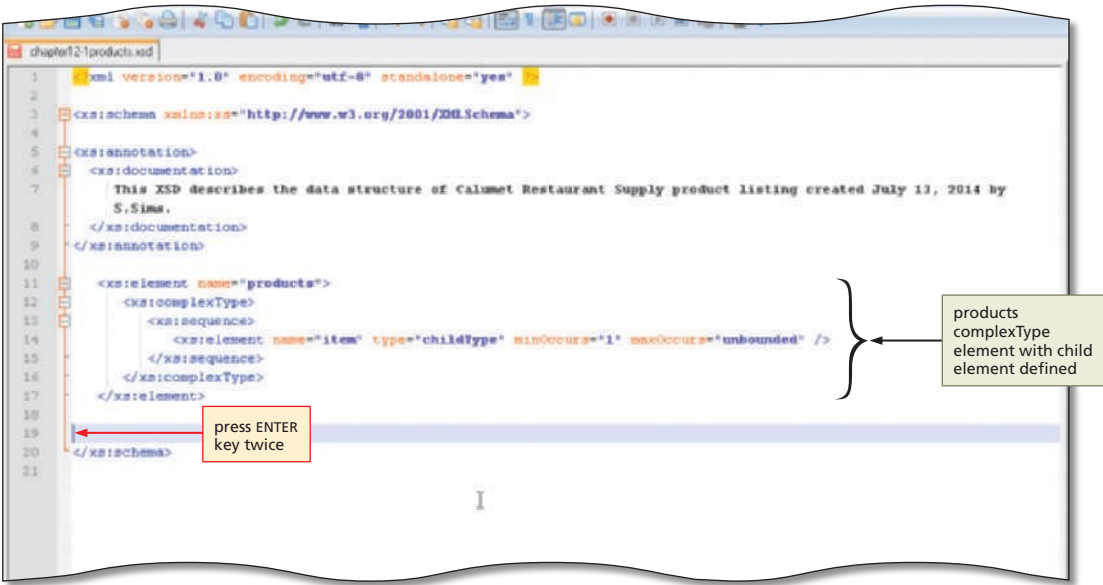 chapter12-1products.xsd
1 <?xml version="1.0" encoding="utf-8" standalone="yes" ?>
2
3 <xs:schema xmlns:xs="http://www.w3.org/2001/XMLSchema">
4
5 <xs:annotation>
6 <xs:documentation>
7 This XSD describes the data structure of Calumet Restaurant Supply product listing created July 13, 2014 by
S.Sims.
8 </xs:documentation>
9 </xs:annotation>
10
11 <xs:element name="products">
12 <xs:complexType>
13 <xs:sequence>
14 <xs:element name="item" type="childType" minOccurs="1" maxOccurs="unbounded" />
15 </xs:sequence>
16 </xs:complexType>
17 </xs:element>
18
19
20 </xs:schema>
21
products
complexType
element with child
element defined
press ENTER
key twice